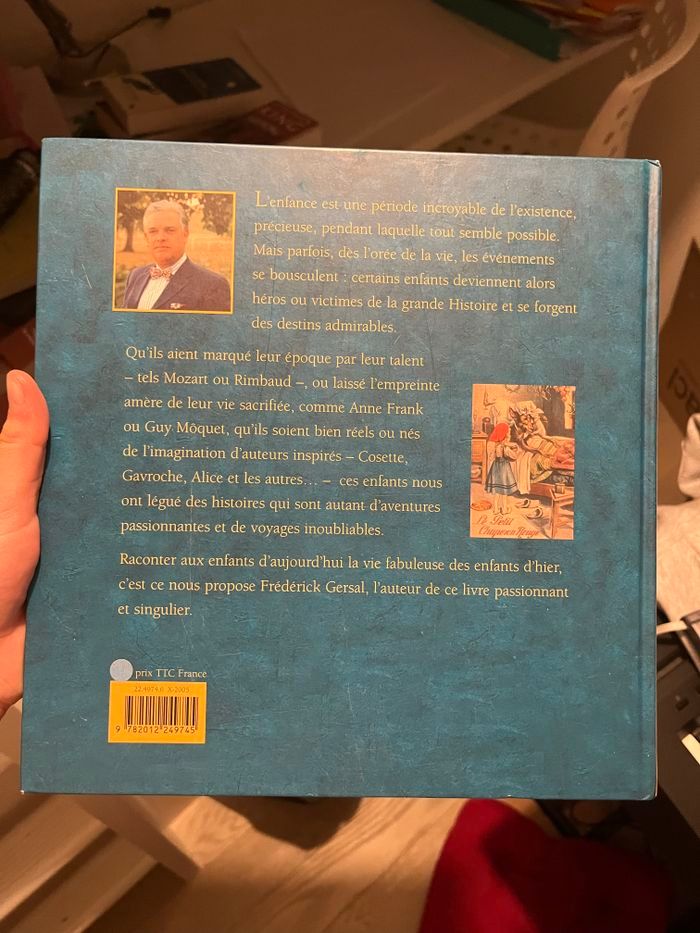 L'enfance est une période incroyable de l'existence,
précieuse, pendant laquelle tout semble possible.
Mais parfois, dès l'orée de la vie, les événements
se bousculent : certains enfants deviennent alors
héros ou victimes de la grande Histoire et se forgent
des destins admirables.
Qu'ils aient marqué leur époque par leur talent
– tels Mozart ou Rimbaud –, ou laissé l'empreinte
amère de leur vie sacrifiée, comme Anne Frank
ou Guy Môquet, qu'ils soient bien réels ou nés
de l'imagination d'auteurs inspirés – Cosette,
Gavroche, Alice et les autres... – ces enfants nous
ont légué des histoires qui sont autant d'aventures
passionnantes et de voyages inoubliables.
Le Petit
Chaperon Rouge
Raconter aux enfants d'aujourd'hui la vie fabuleuse des enfants d'hier,
c'est ce nous propose Frédérick Gersal, l'auteur de ce livre passionnant
et singulier.
prix TTC France
22.4974.6 X-2005
9 782012 249745